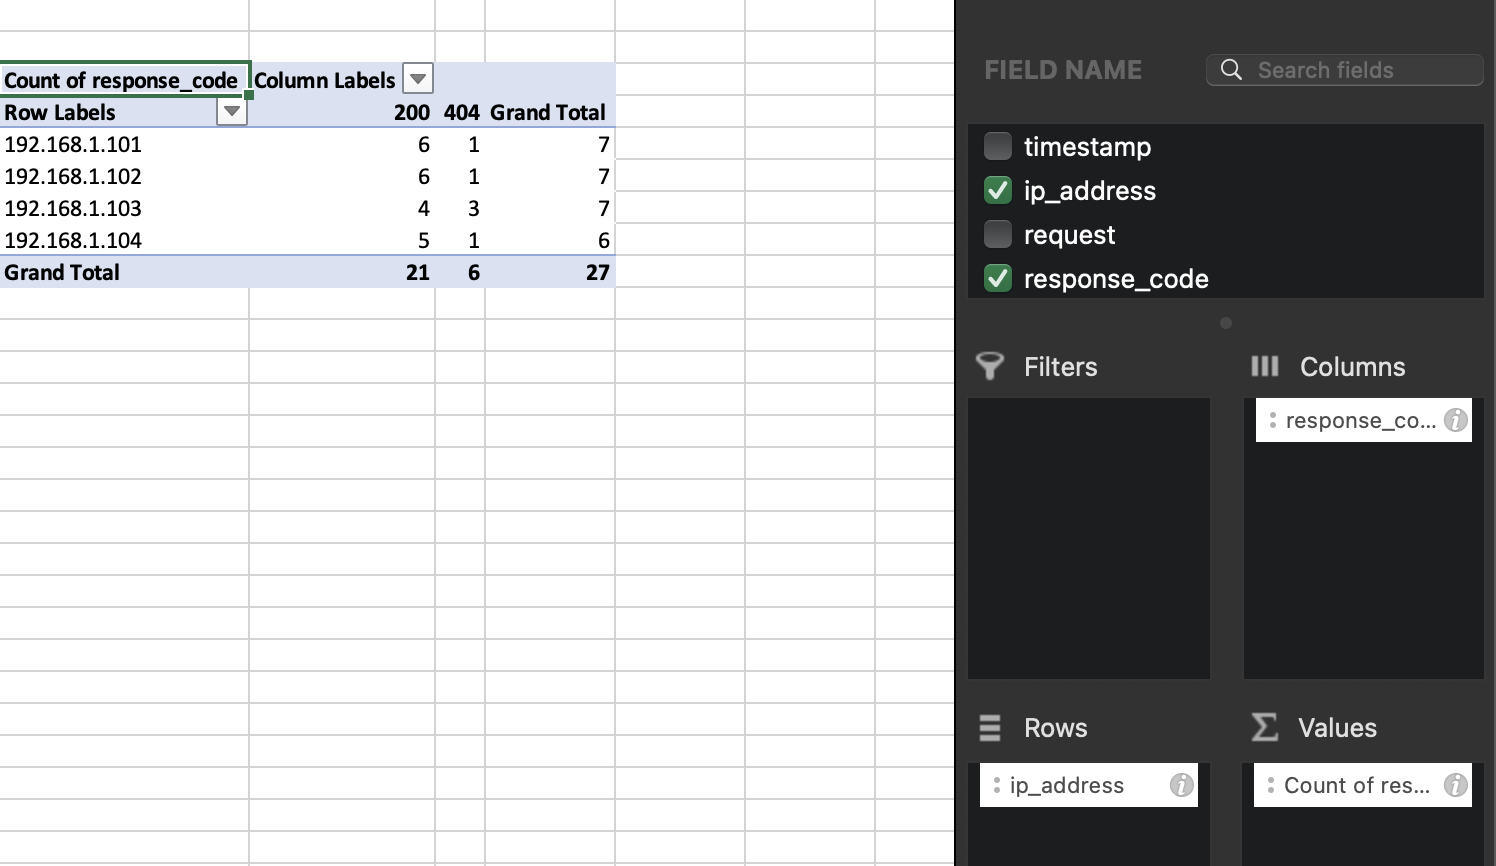 Count of response_code Column Labels
Row Labels 200 404 Grand Total
192.168.1.101 6 1 7
192.168.1.102 6 1 7
192.168.1.103 4 3 7
192.168.1.104 5 1 6
Grand Total 21 6 27
FIELD NAME Search fields
timestamp
ip_address
request
response_code
Filters
Columns
response_co...
Rows
ip_address
Values
Count of res...